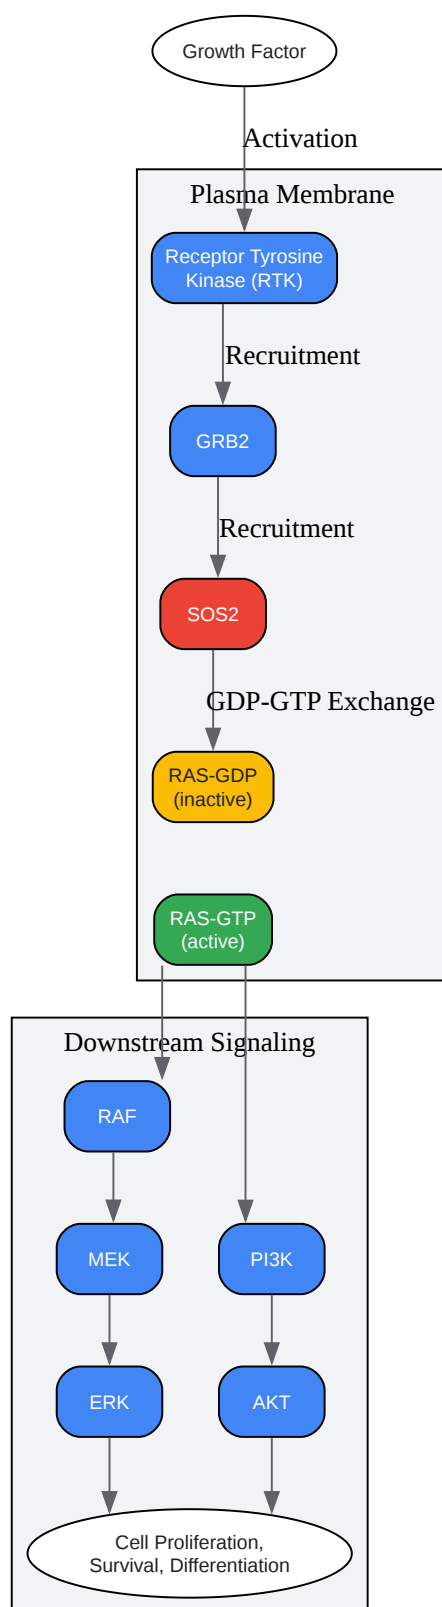 Growth Factor
Activation
Plasma Membrane
Receptor Tyrosine
Kinase (RTK)
Recruitment
GRB2
Recruitment
SOS2
GDP-GTP Exchange
RAS-GDP
(inactive)
RAS-GTP
(active)
Downstream Signaling
RAF
MEK
PI3K
ERK
AKT
Cell Proliferation,
Survival, Differentiation